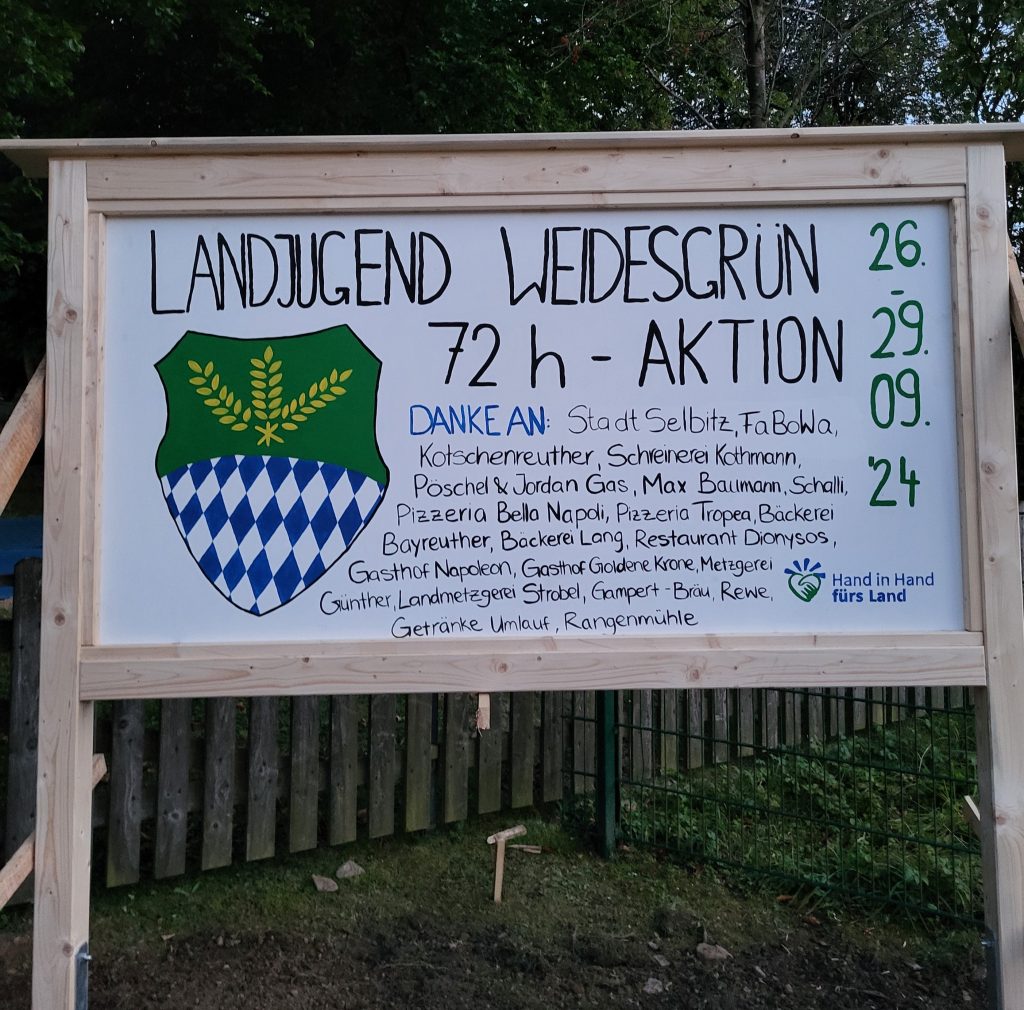 LANDJUGEND WEIDESGRÜN
72 h - AKTION
26.
-
29.
09.
'24
DANKE AN: Stadt Selbitz, FaBoWa,
Kotschenreuther, Schreinerei Kothmann,
Pöschel & Jordan Gas, Max Baumann, Schalli,
Pizzeria Bella Napoli, Pizzeria Tropea, Bäckerei
Bayreuther, Bäckerei Lang, Restaurant Dionysos,
Gasthof Napoleon, Gasthof Goldene Krone, Metzgerei
Günther, Landmetzgerei Strobel, Gampert-Bräu, Rewe,
Getränke Umlauf, Rangenmühle
Hand in Hand
fürs Land